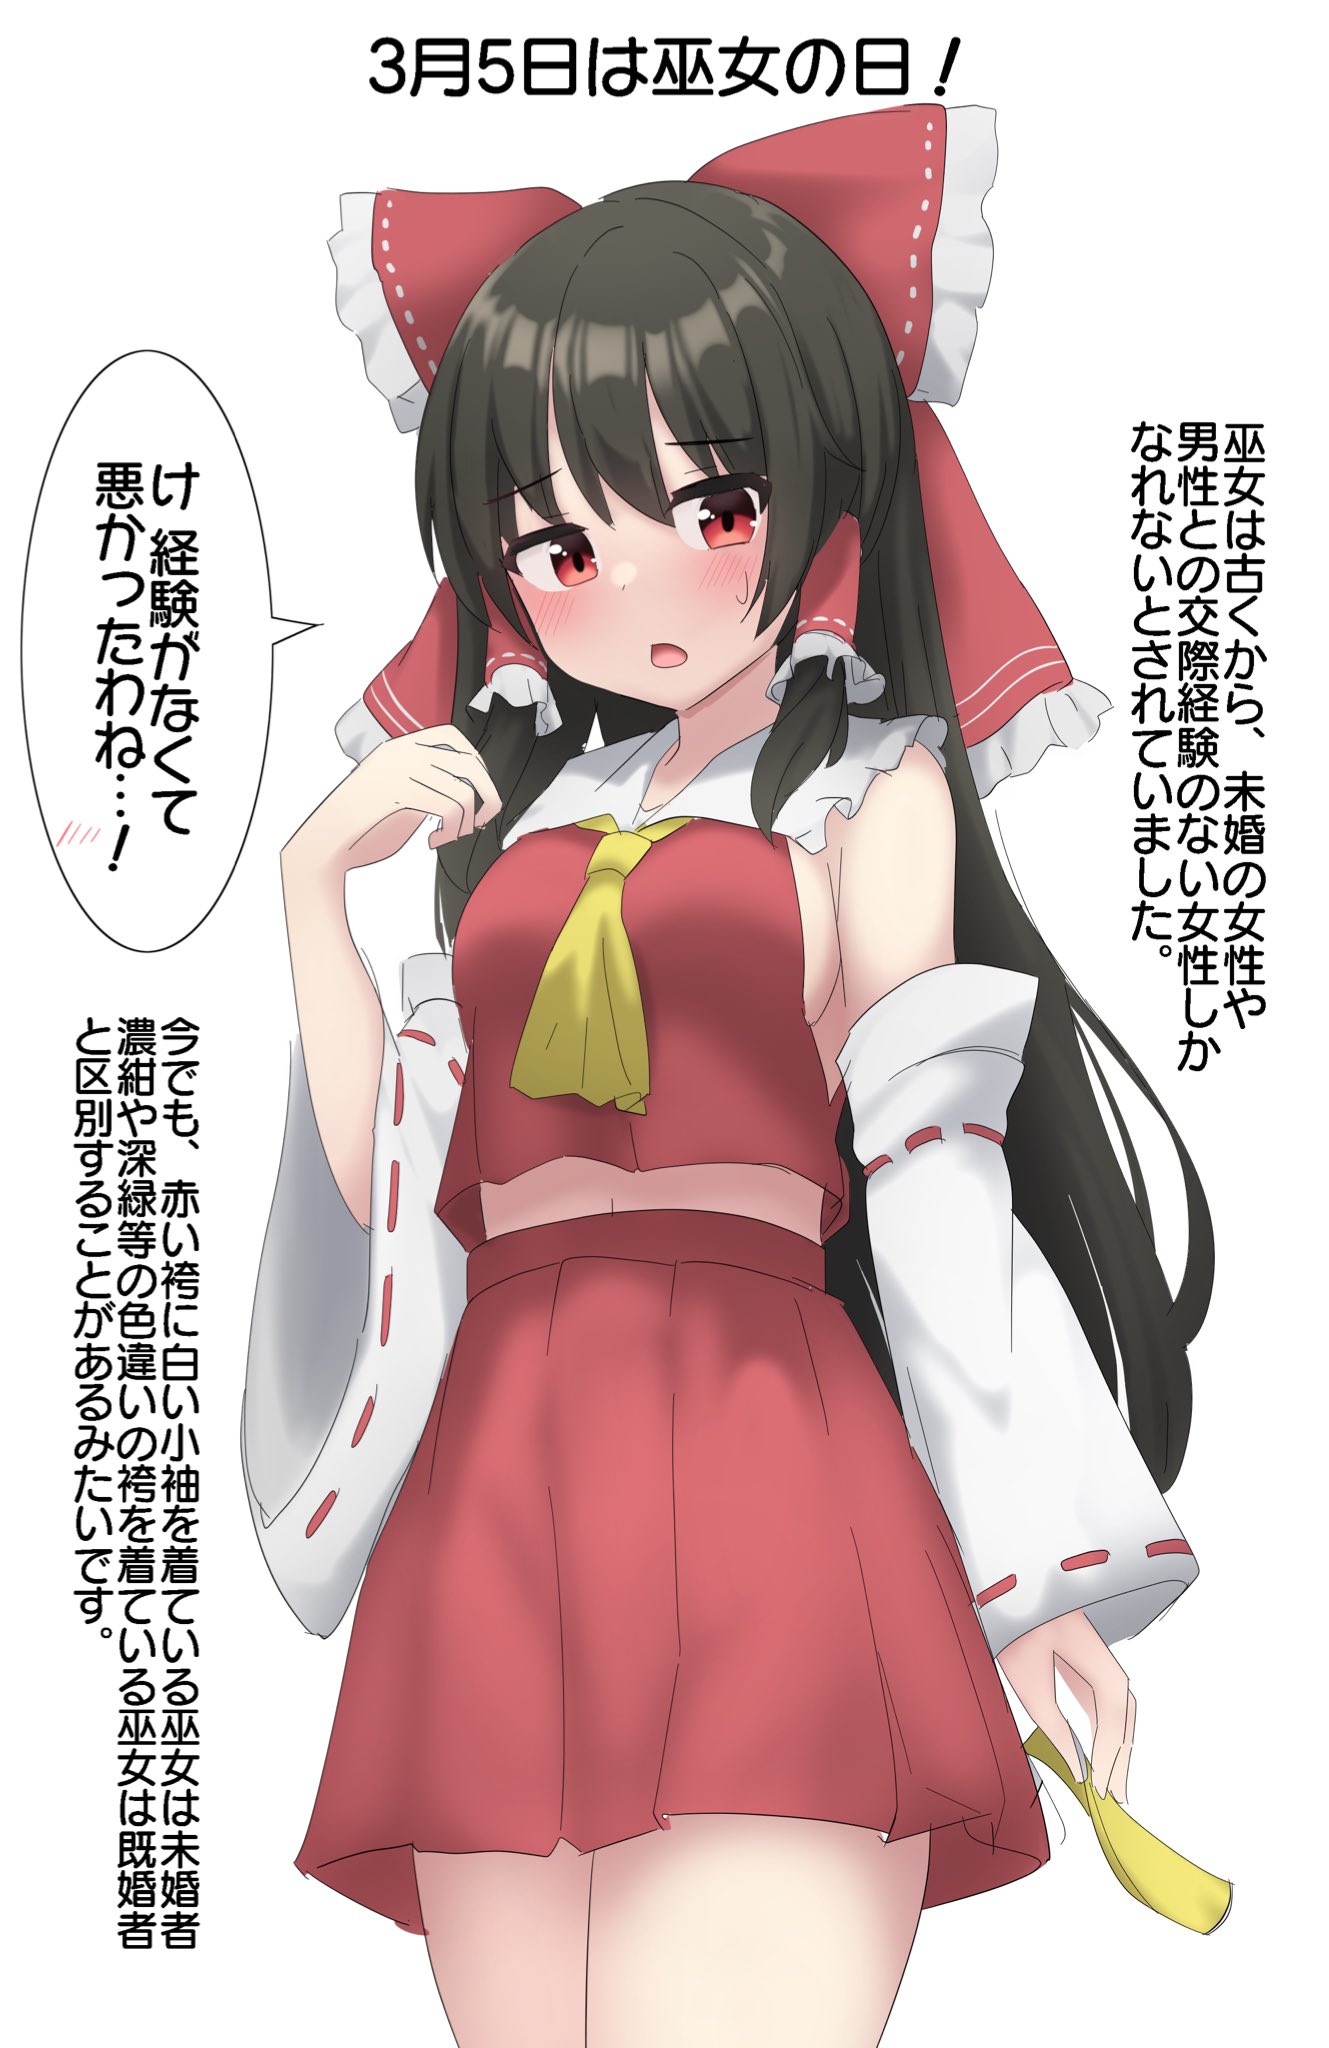 3月5日は巫女の日！
巫女は古くから、未婚の女性や
男性との交際経験のない女性しか
なれないとされていました。
け 経験がなくて
悪かったわね…！
今でも、赤い袴に白い小袖を着ている巫女は未婚者
濃紺や深緑等の色違いの袴を着ている巫女は既婚者
と区別することがあるみたいです。